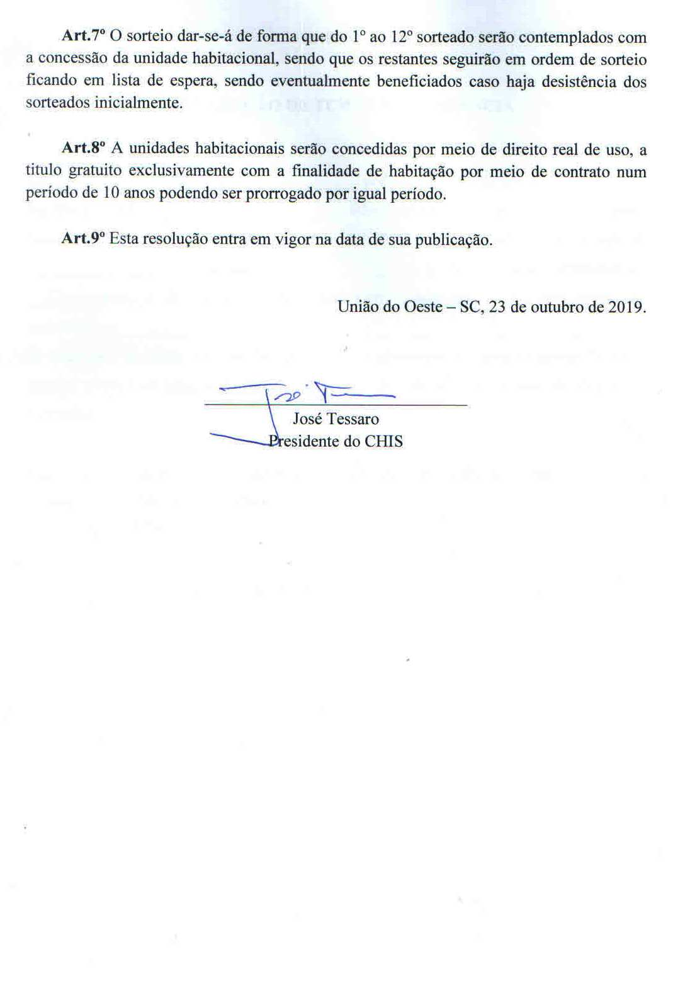 Art.7º O sorteio dar-se-á de forma que do 1º ao 12º sorteado serão contemplados com
a concessão da unidade habitacional, sendo que os restantes seguirão em ordem de sorteio
ficando em lista de espera, sendo eventualmente beneficiados caso haja desistência dos
sorteados inicialmente.
Art.8º A unidades habitacionais serão concedidas por meio de direito real de uso, a
titulo gratuito exclusivamente com a finalidade de habitação por meio de contrato num
período de 10 anos podendo ser prorrogado por igual período.
Art.9º Esta resolução entra em vigor na data de sua publicação.
União do Oeste – SC, 23 de outubro de 2019.
José Tessaro
Presidente do CHIS